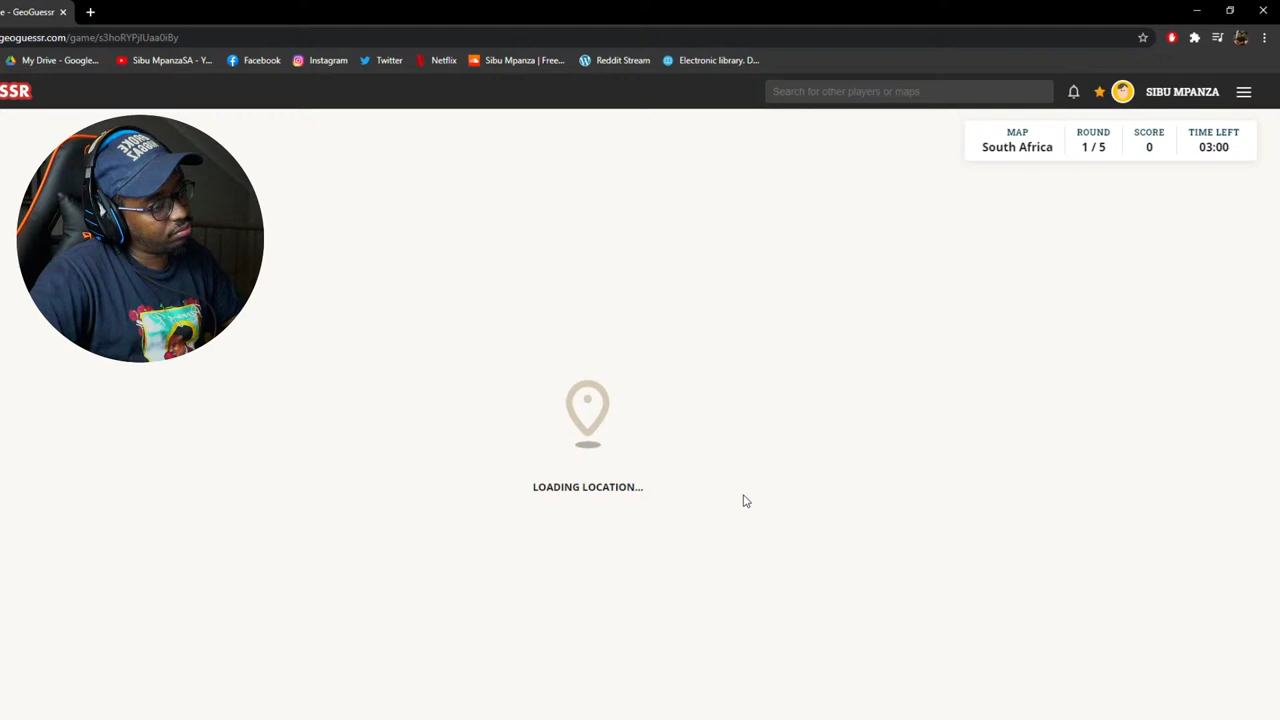 e - GeoGuessr
geoguessr.com/game/s3hoRYPjIUaa0iBy
My Drive - Google... Sibu MpanzaSA - Y... Facebook Instagram Twitter Netflix Sibu Mpanza | Free... Reddit Stream Electronic library. D...
SSR Search for other players or maps SIBU MPANZA
MAP ROUND SCORE TIME LEFT
South Africa 1 / 5 0 03:00
LOADING LOCATION...